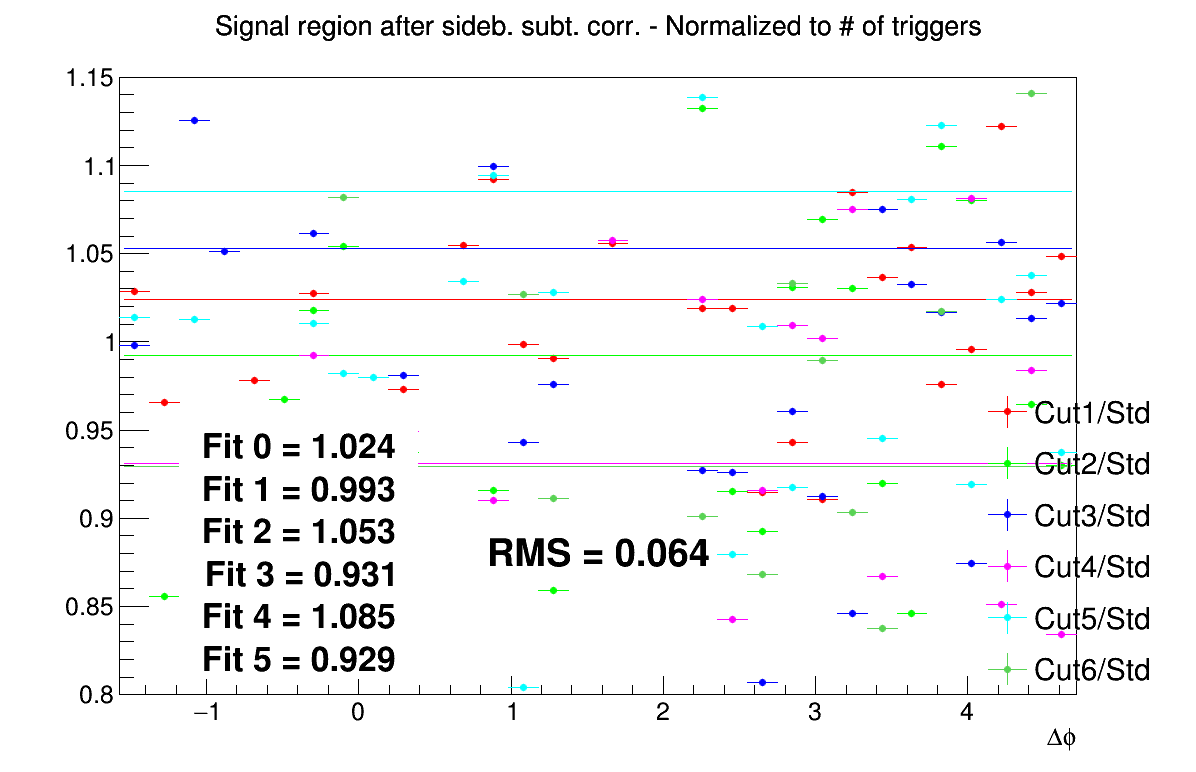 Signal region after sideb. subt. corr. - Normalized to # of triggers
1.15
1.1
1.05
1
0.95
0.9
0.85
0.8
Fit 0 = 1.024
Fit 1 = 0.993
Fit 2 = 1.053
Fit 3 = 0.931
Fit 4 = 1.085
Fit 5 = 0.929
RMS = 0.064
Cut1/Std
Cut2/Std
Cut3/Std
Cut4/Std
Cut5/Std
Cut6/Std
−1 0 1 2 3 4
Δϕ